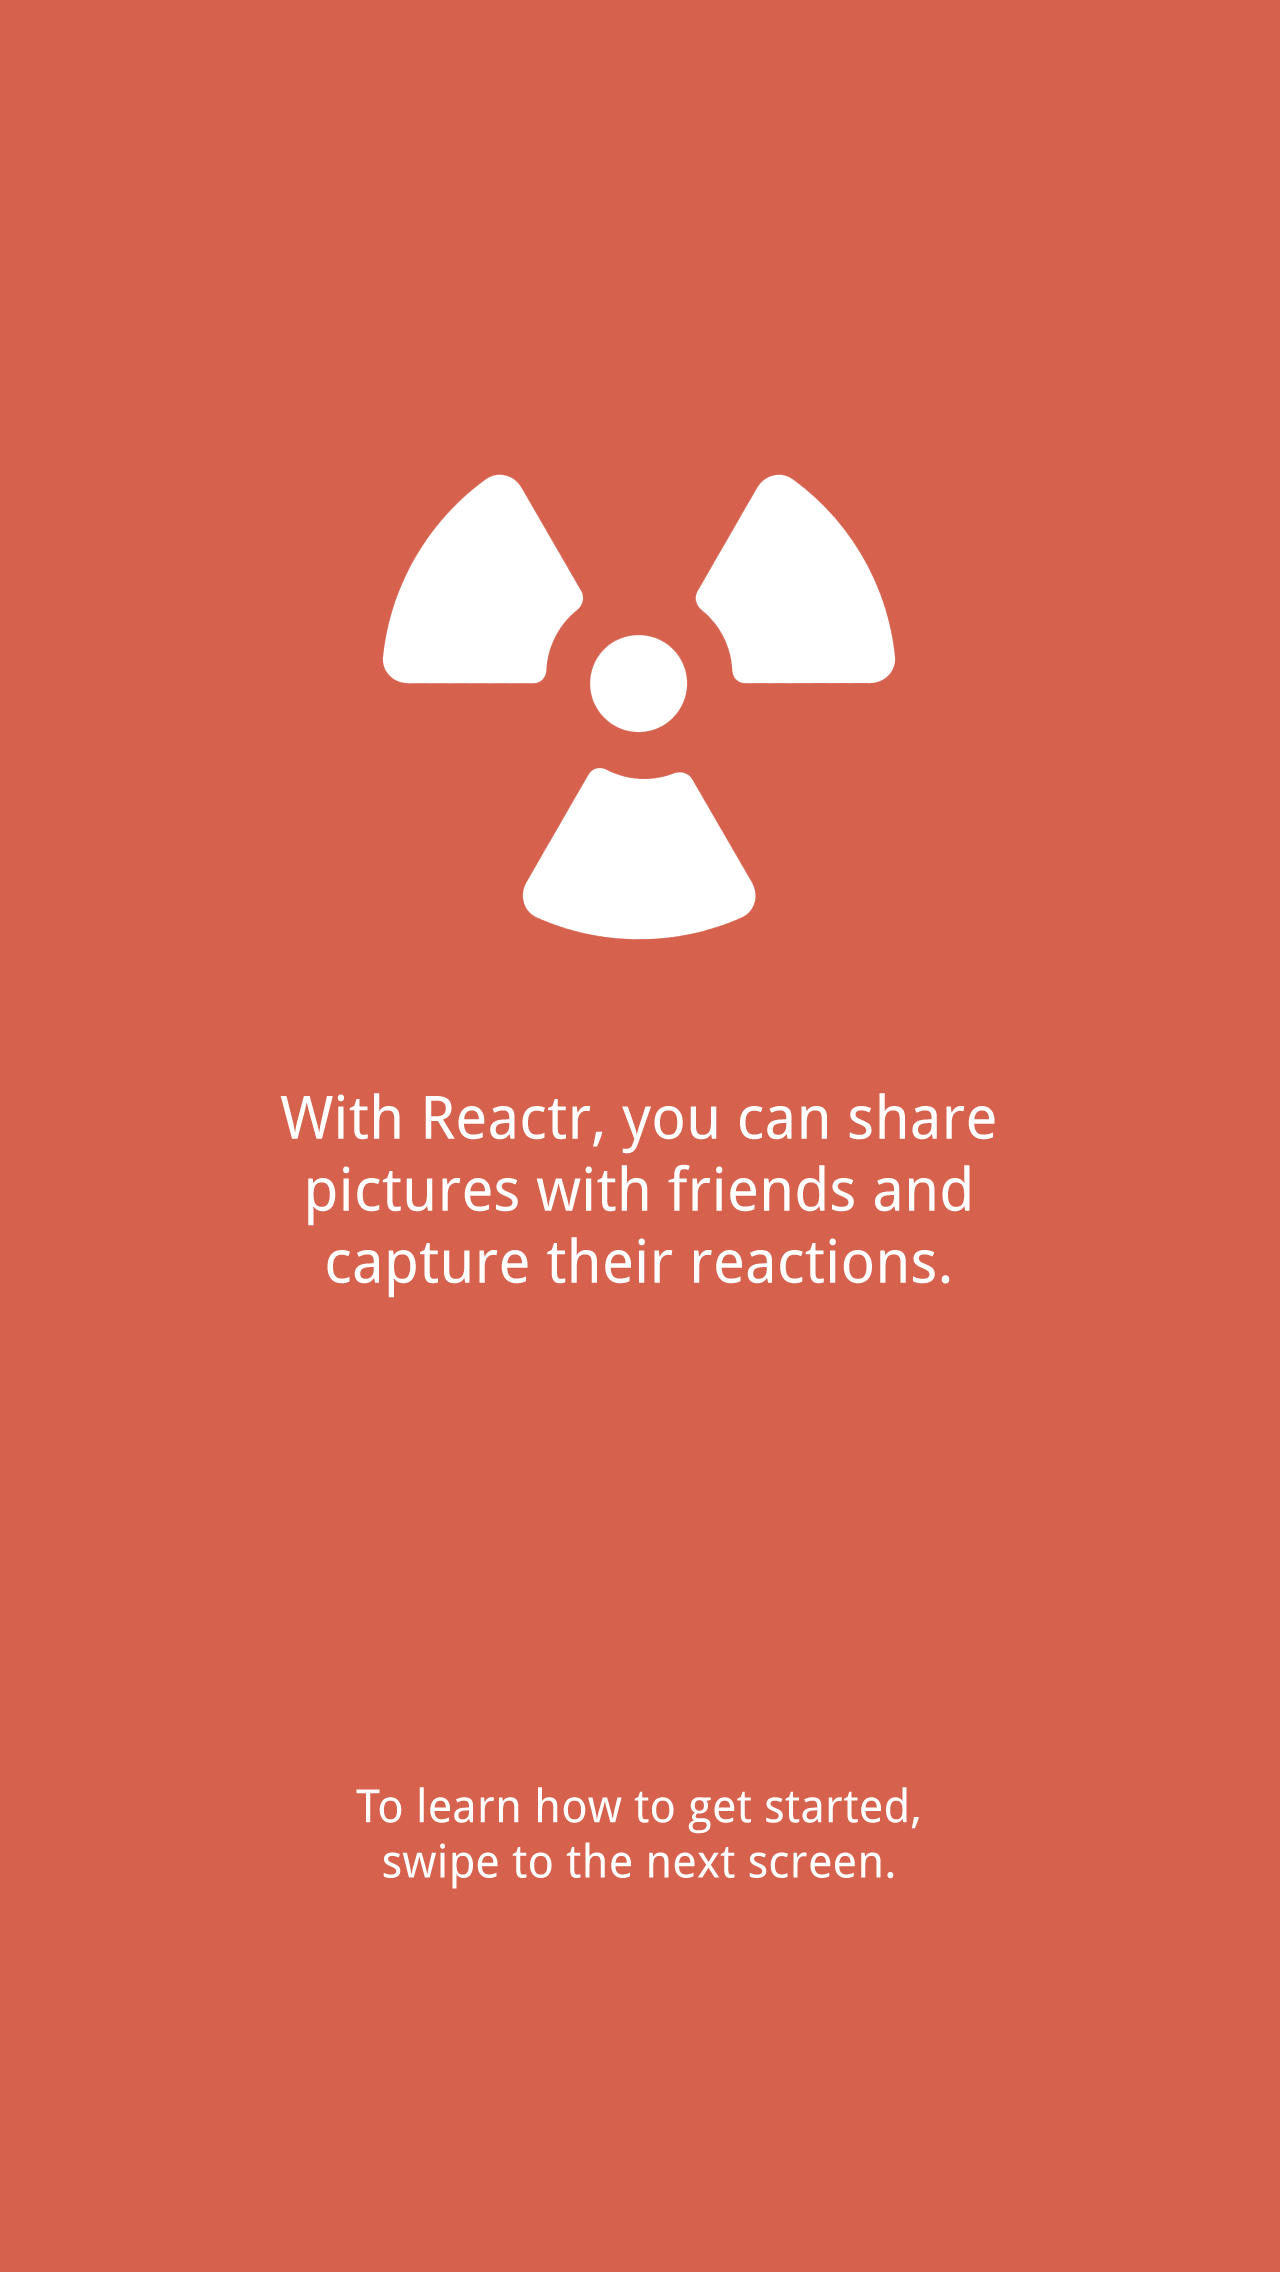 With Reactr, you can share
pictures with friends and
capture their reactions.
To learn how to get started,
swipe to the next screen.